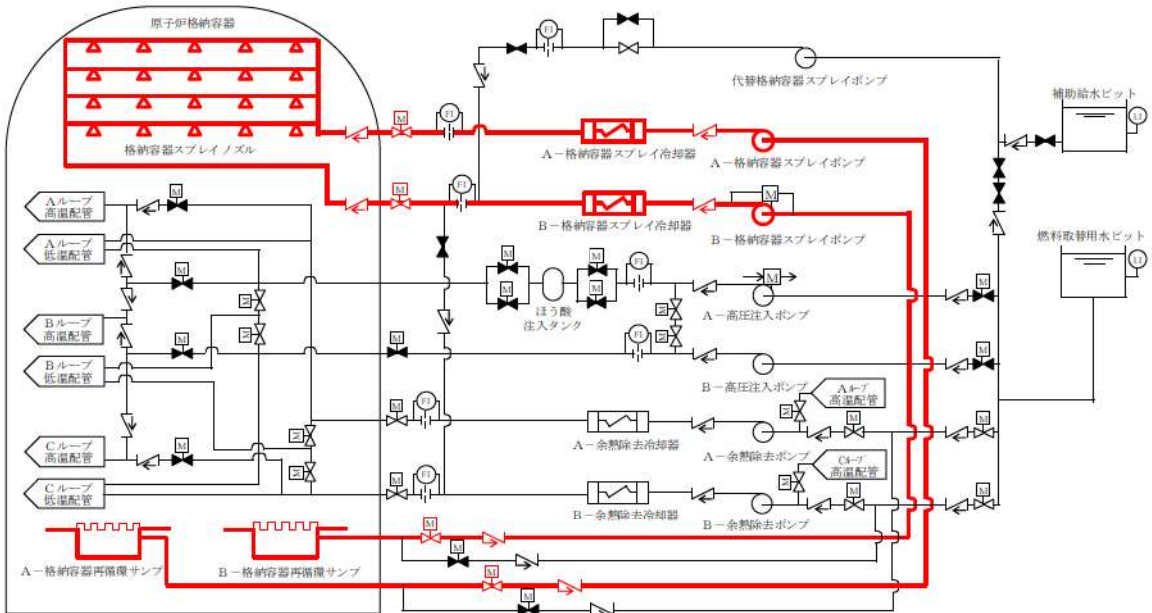 原子炉格納容器
FI
代替格納容器スプレイポンプ
補助給水ピット
LI
M
FI
格納容器スプレイノズル
A-格納容器スプレイ冷却器
A-格納容器スプレイポンプ
M
FI
M
B-格納容器スプレイ冷却器
B-格納容器スプレイポンプ
Aループ
高温配管
M
燃料取替用水ピット
LI
Aループ
低温配管
M
M
M
FI
M
M
M
M
M
ほう酸
注入タンク
A-高圧注入ポンプ
Bループ
高温配管
M
M
FI
M
M
M
M
Bループ
低温配管
B-高圧注入ポンプ
Aループ
高温配管
M
FI
M
M
M
M
A-余熱除去冷却器
A-余熱除去ポンプ
Cループ
高温配管
M
M
Cループ
高温配管
M
FI
M
M
M
Cループ
低温配管
B-余熱除去冷却器
B-余熱除去ポンプ
M
M
A-格納容器再循環サンプ
B-格納容器再循環サンプ
M
M